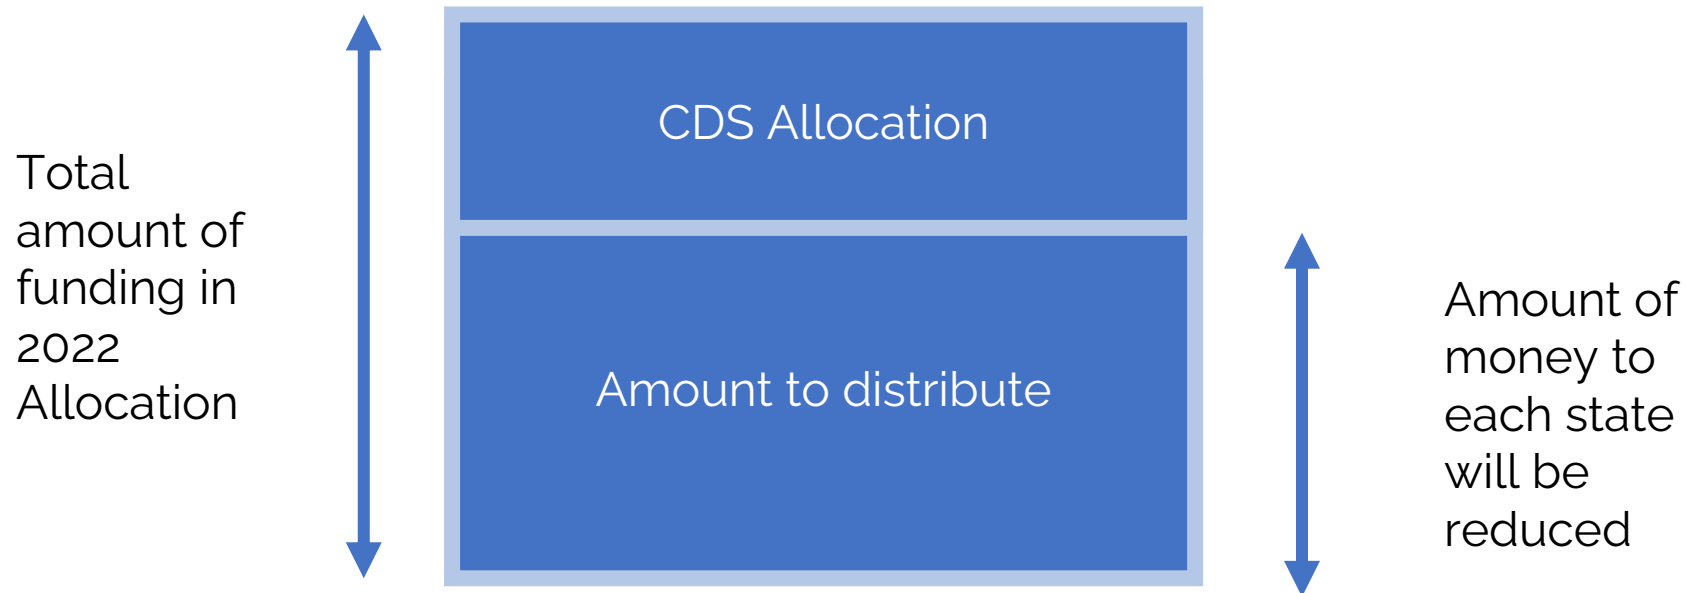 Total
amount of
funding in
2022
Allocation
CDS Allocation
Amount to distribute
Amount of
money to
each state
will be
reduced